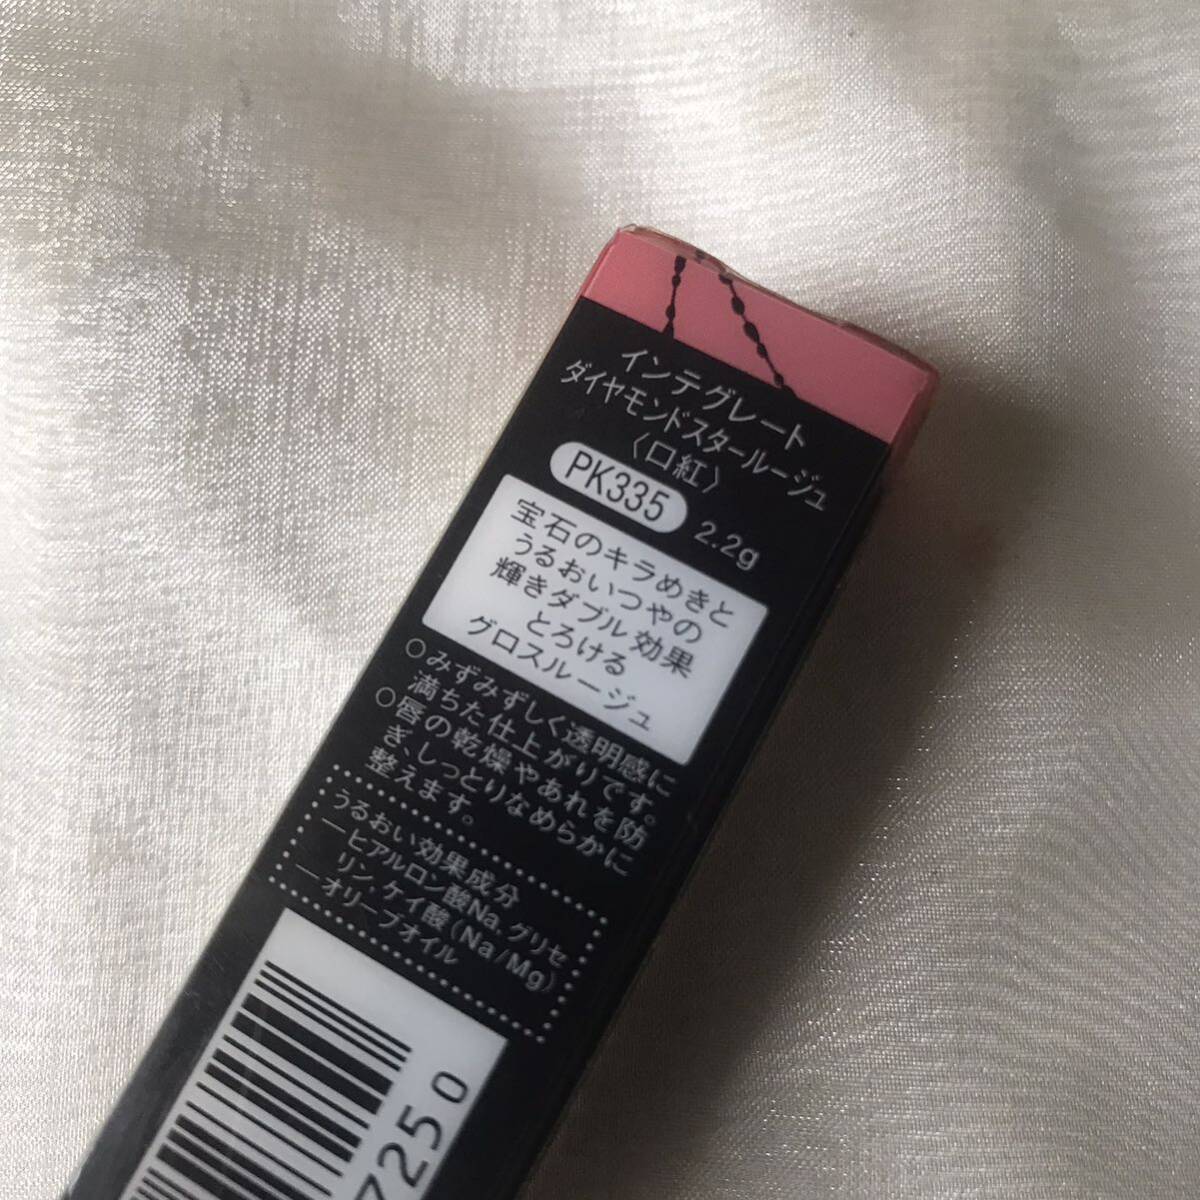 インテグレート
ダイヤモンドスタールージュ
〈口紅〉
PK335 2.2g
宝石のキラめきと
うるおいつやの
輝きダブル効果
とろける
グロスルージュ
○みずみずしく透明感に
満ちた仕上がりです。
○唇の乾燥やあれを防
ぎ、しっとりなめらかに
整えます。
うるおい効果成分
―ヒアルロン酸Na、グリセ
リン、ケイ酸(Na/Mg)
―オリーブオイル
7250